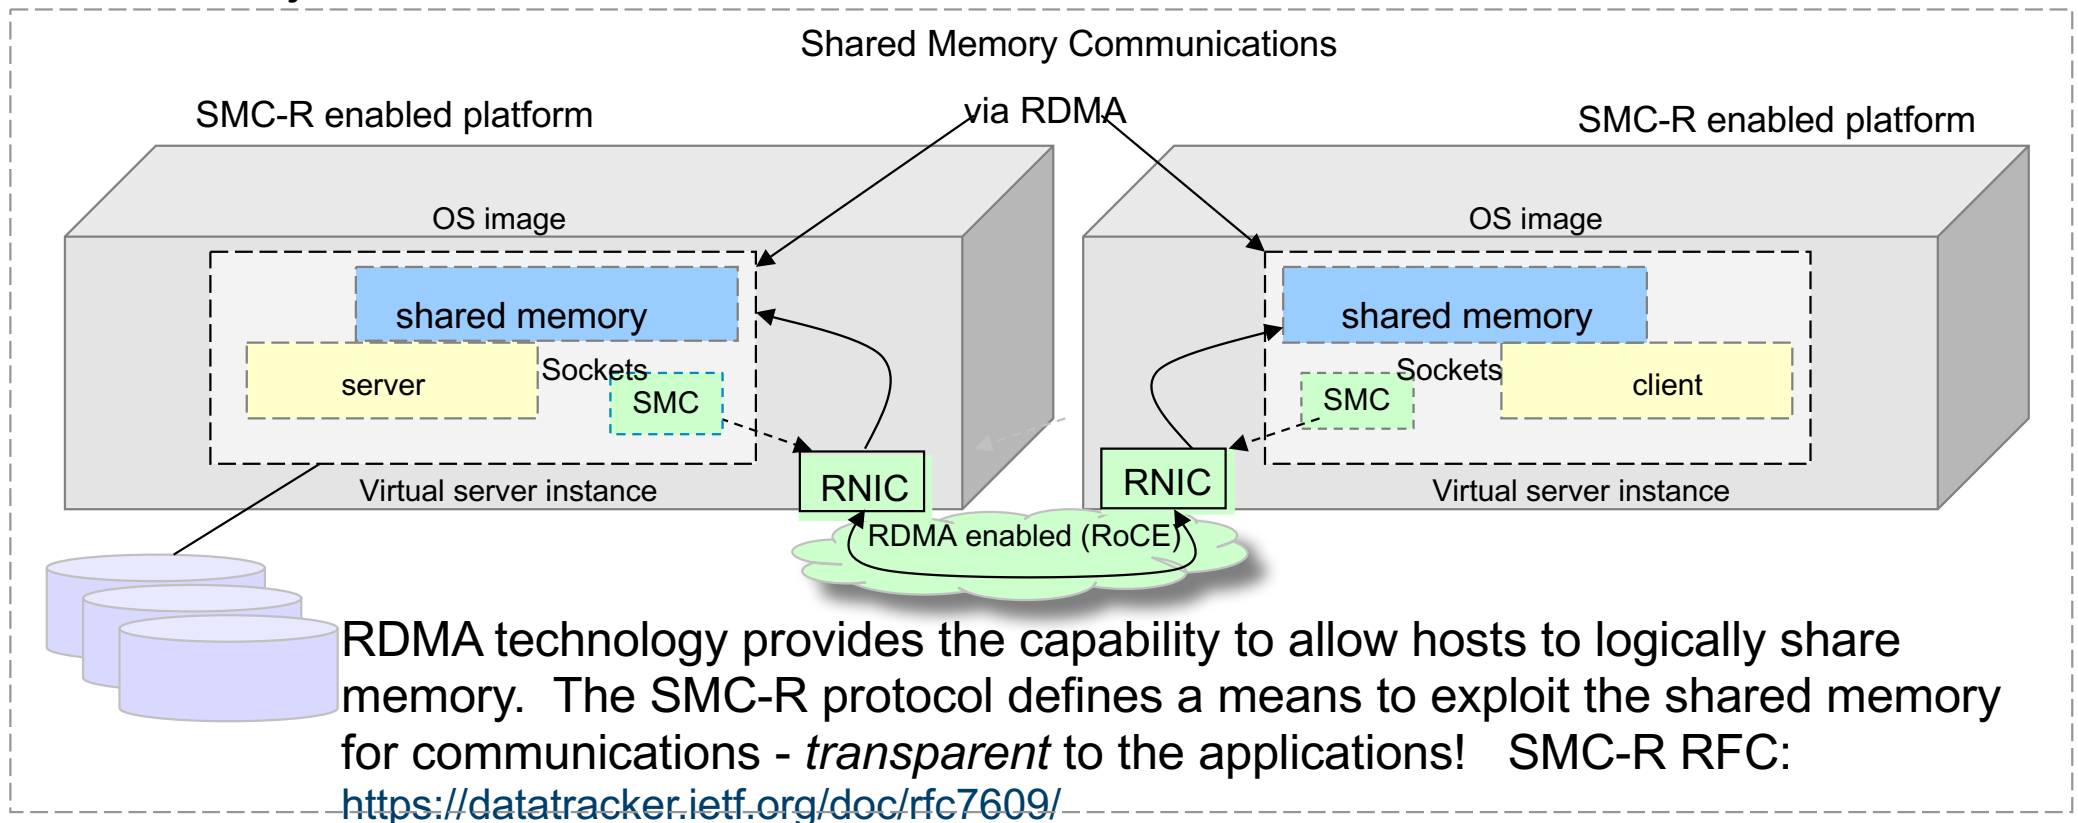 Shared Memory Communications
via RDMA
SMC-R enabled platform
SMC-R enabled platform
OS image
OS image
shared memory
shared memory
server
Sockets
SMC
Sockets
SMC
client
RNIC
RNIC
Virtual server instance
Virtual server instance
RDMA enabled (RoCE)
RDMA technology provides the capability to allow hosts to logically share
memory.  The SMC-R protocol defines a means to exploit the shared memory
for communications - transparent to the applications!   SMC-R RFC:
https://datatracker.ietf.org/doc/rfc7609/